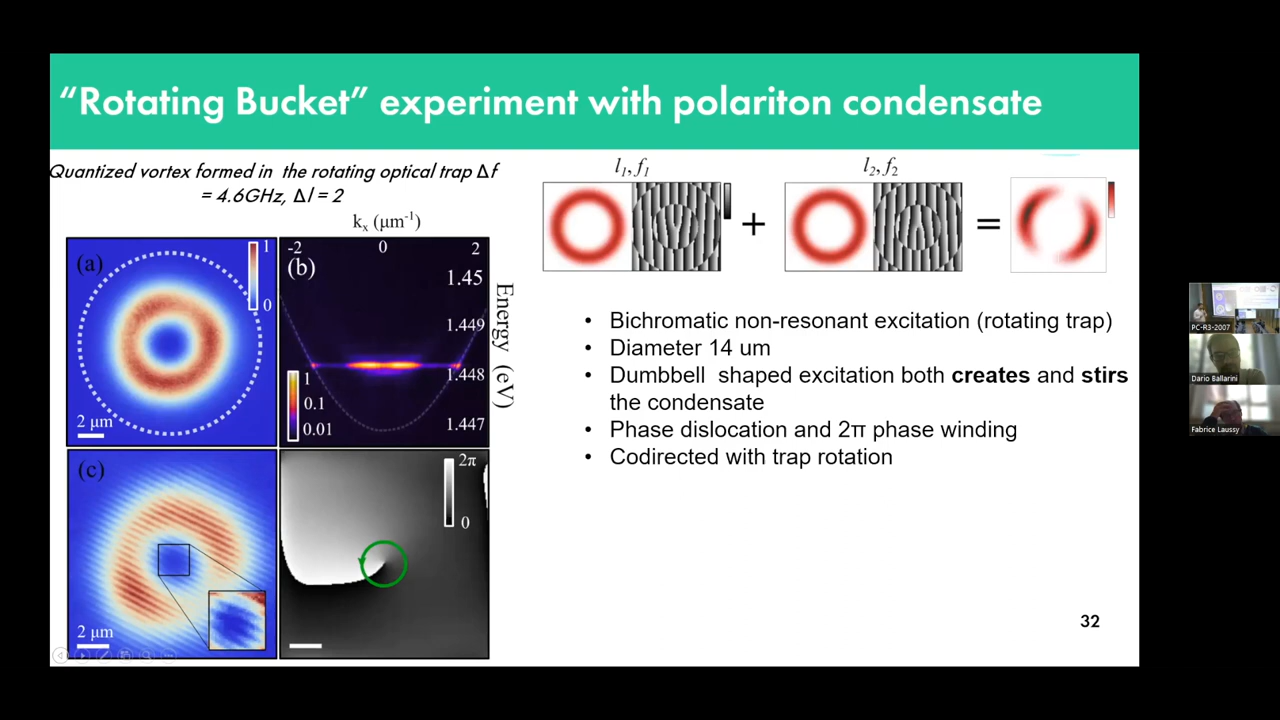 “Rotating Bucket” experiment with polariton condensate
Quantized vortex formed in the rotating optical trap Δf
= 4.6GHz, Δl = 2
l1, f1
l2, f2
+
=
kx (μm-1)
(a)
1
0
2 μm
-2
0
2
(b)
1.45
1.449
1.448
1.447
1
0.1
0.01
Energy (eV)
(c)
2 μm
2π
0
• Bichromatic non-resonant excitation (rotating trap)
• Diameter 14 um
• Dumbbell shaped excitation both creates and stirs
the condensate
• Phase dislocation and 2π phase winding
• Codirected with trap rotation
32
PC-R3-2007
Dario Ballarini
Fabrice Laussy